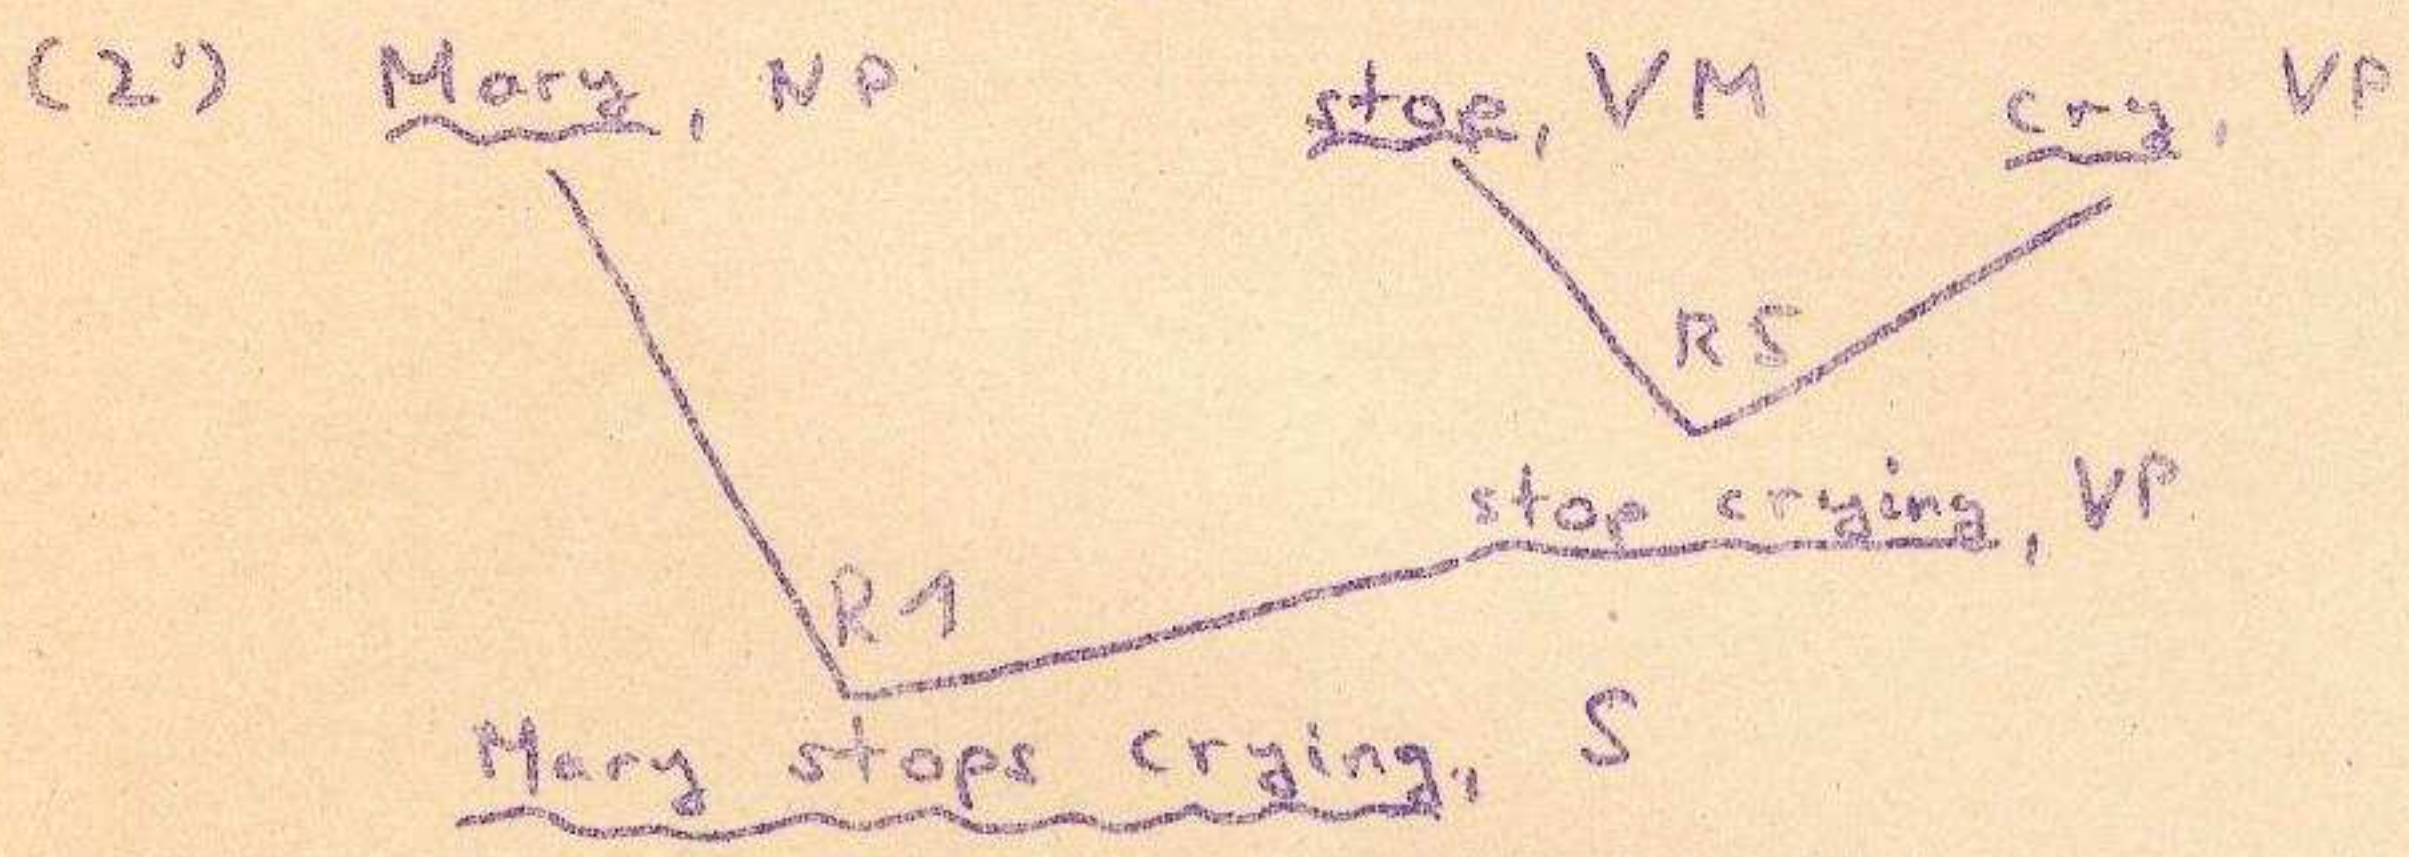 (2') Mary, NP stop, VM cry, VP
R5
stop crying, VP
R1
Mary stops crying, S